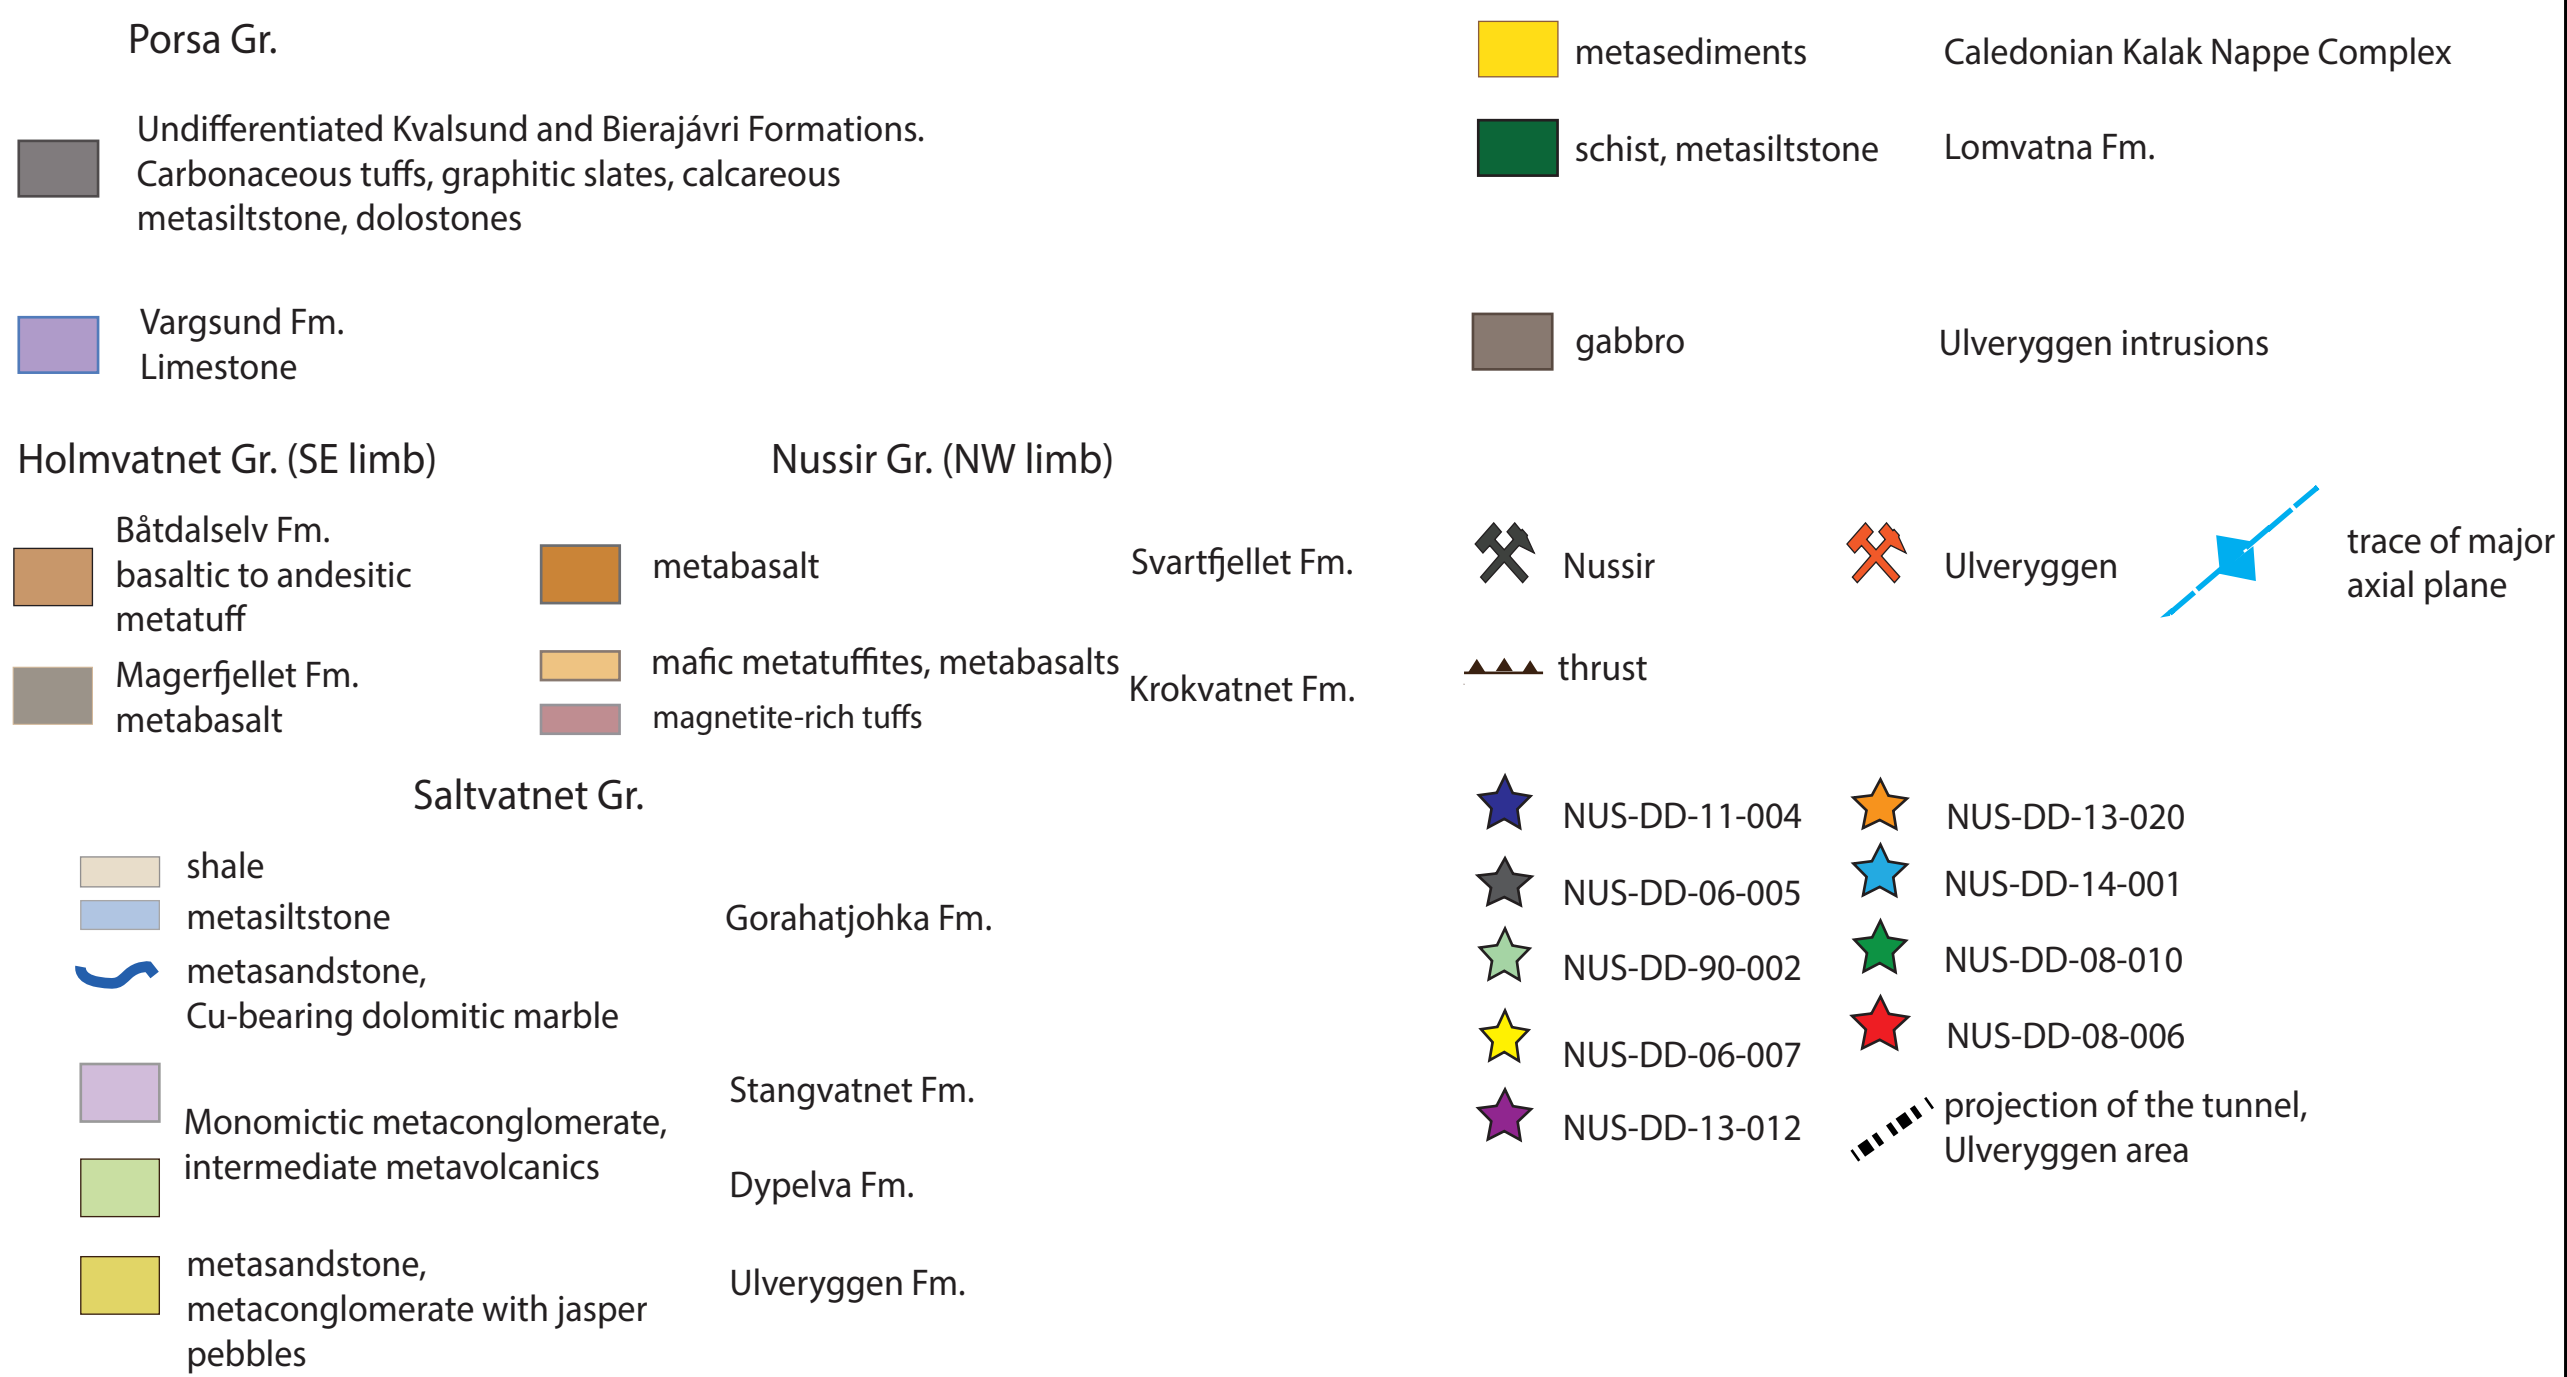 Porsa Gr.
Undifferentiated Kvalsund and Bierajávri Formations.
Carbonaceous tuffs, graphitic slates, calcareous
metasiltstone, dolostones
Vargsund Fm.
Limestone
Holmvatnet Gr. (SE limb)
Båtdalselv Fm.
basaltic to andesitic
metatuff
Magerfjellet Fm.
metabasalt
Nussir Gr. (NW limb)
metabasalt
Svartfjellet Fm.
mafic metatuffites, metabasalts
magnetite-rich tuffs
Krokvatnet Fm.
Saltvatnet Gr.
shale
metasiltstone
Gorahatjohka Fm.
metasandstone,
Cu-bearing dolomitic marble
Stangvatnet Fm.
Monomictic metaconglomerate,
intermediate metavolcanics
Dypelva Fm.
metasandstone,
metaconglomerate with jasper
pebbles
Ulveryggen Fm.
metasediments
Caledonian Kalak Nappe Complex
schist, metasiltstone
Lomvatna Fm.
gabbro
Ulveryggen intrusions
Nussir
Ulveryggen
trace of major
axial plane
thrust
NUS-DD-11-004
NUS-DD-06-005
NUS-DD-90-002
NUS-DD-06-007
NUS-DD-13-012
NUS-DD-13-020
NUS-DD-14-001
NUS-DD-08-010
NUS-DD-08-006
projection of the tunnel,
Ulveryggen area